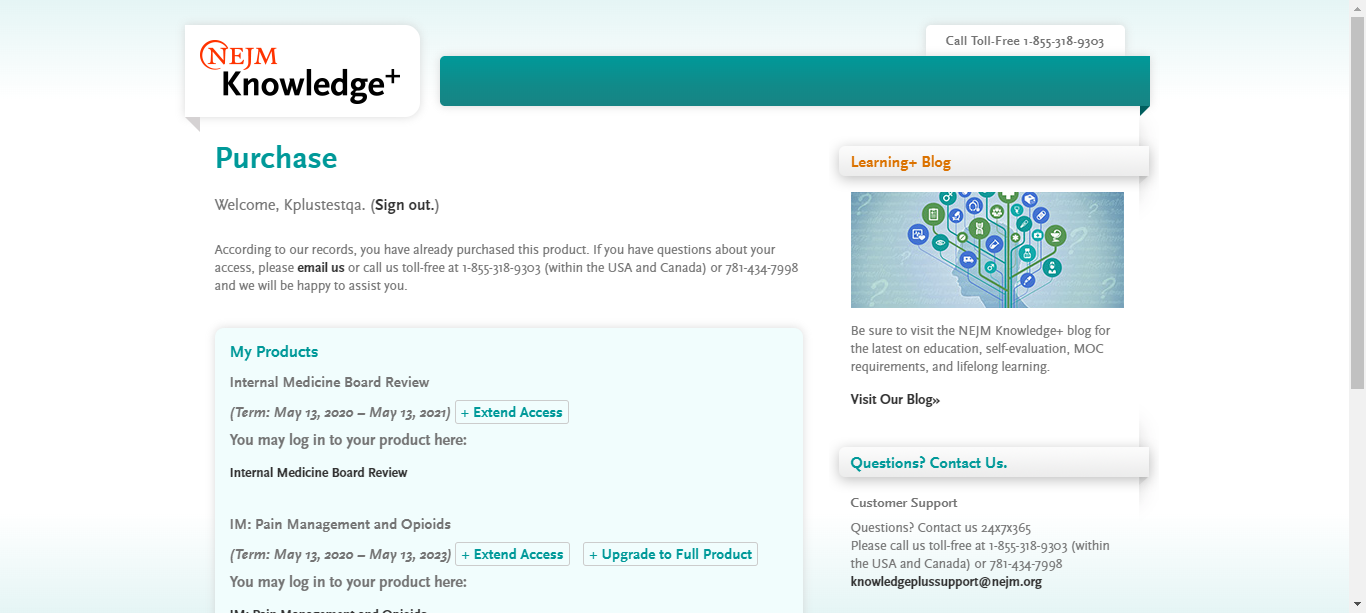 Call Toll-Free 1-855-318-9303
NEJM
Knowledge+
Purchase
Welcome, Kplustestqa. (Sign out.)
According to our records, you have already purchased this product. If you have questions about your
access, please email us or call us toll-free at 1-855-318-9303 (within the USA and Canada) or 781-434-7998
and we will be happy to assist you.
My Products
Internal Medicine Board Review
(Term: May 13, 2020 – May 13, 2021) + Extend Access
You may log in to your product here:
Internal Medicine Board Review
IM: Pain Management and Opioids
(Term: May 13, 2020 – May 13, 2023) + Extend Access + Upgrade to Full Product
You may log in to your product here:
IM: Pain Management and Opioids
Learning+ Blog
Be sure to visit the NEJM Knowledge+ blog for
the latest on education, self-evaluation, MOC
requirements, and lifelong learning.
Visit Our Blog»
Questions? Contact Us.
Customer Support
Questions? Contact us 24x7x365
Please call us toll-free at 1-855-318-9303 (within
the USA and Canada) or 781-434-7998
knowledgeplussupport@nejm.org